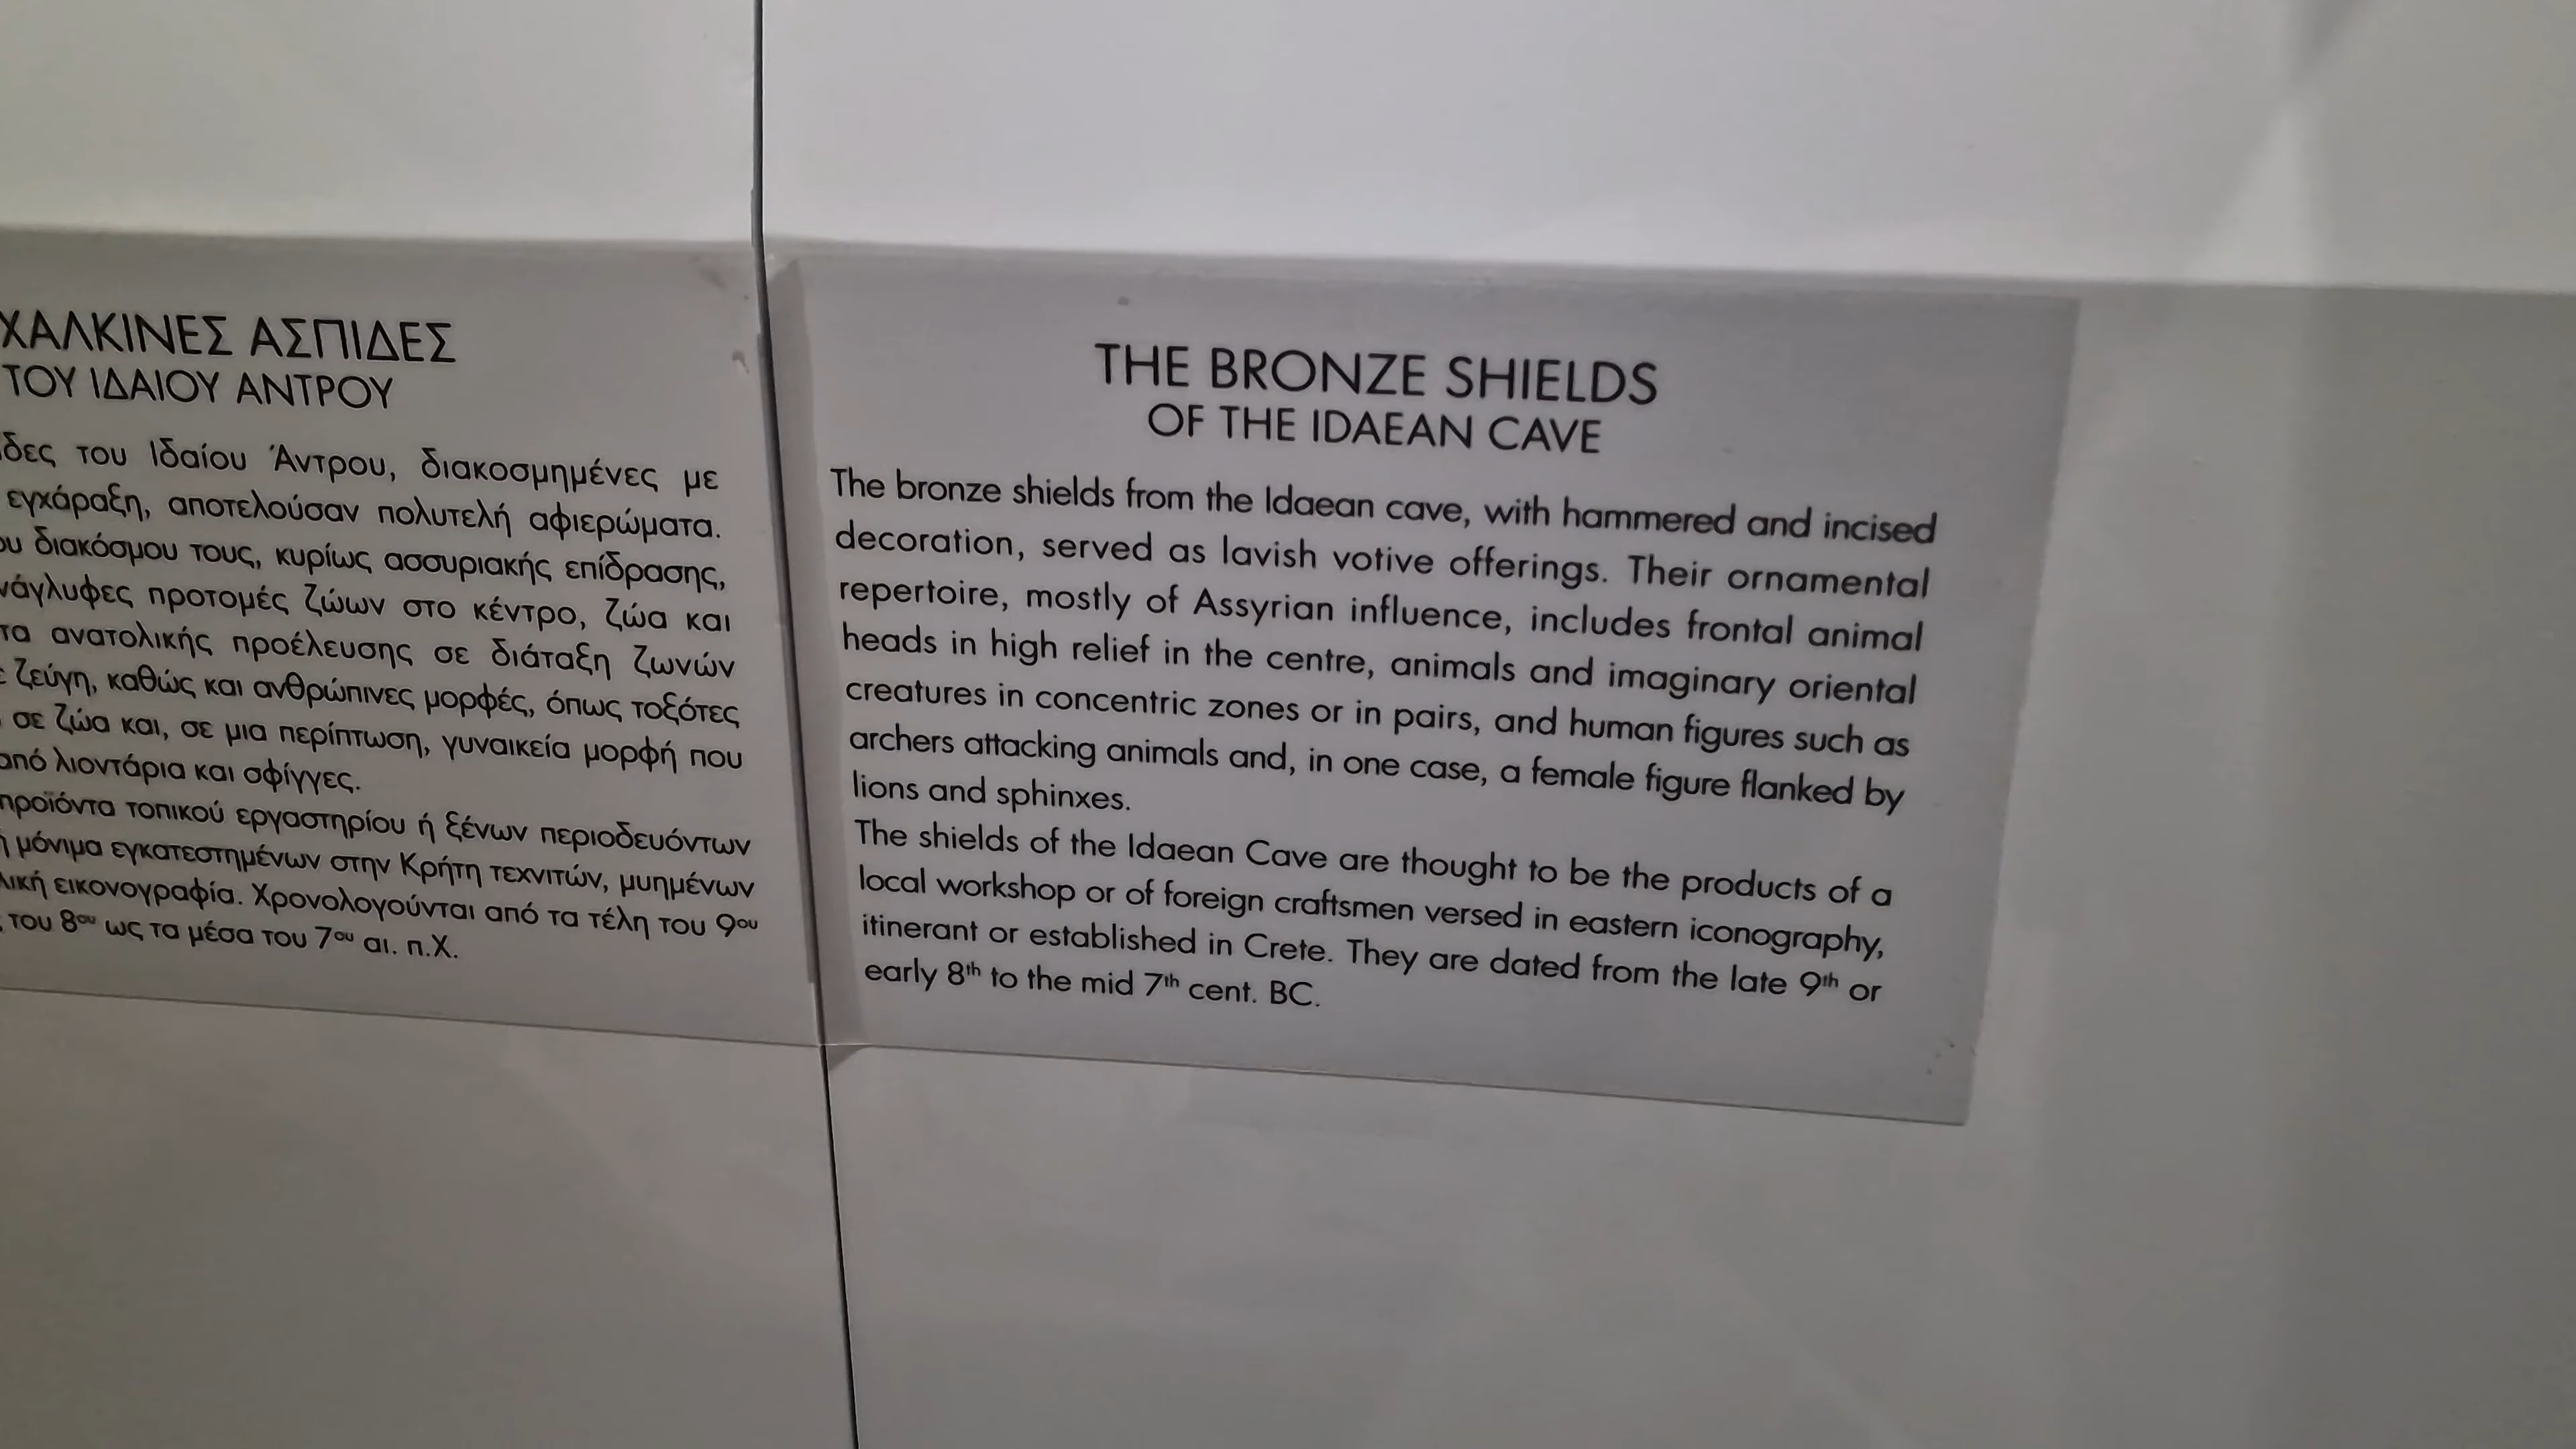 ΧΑΛΚΙΝΕΣ ΑΣΠΙΔΕΣ
ΤΟΥ ΙΔΑΙΟΥ ΑΝΤΡΟΥ
του Ιδαίου Άντρου, διακοσμημένες με
εγχάραξη, αποτελούσαν πολυτελή αφιερώματα.
διακόσμου τους, κυρίως ασσυριακής επίδρασης,
προτομές ζώων στο κέντρο, ζώα και
ανατολικής προέλευσης σε διάταξη ζωνών
ζεύγη, καθώς και ανθρώπινες μορφές, όπως τοξότες
σε ζώα και, σε μια περίπτωση, γυναικεία μορφή που
από λιοντάρια και σφίγγες.
προϊόντα τοπικού εργαστηρίου ή ξένων περιοδευόντων
μόνιμα εγκατεστημένων στην Κρήτη τεχνιτών, μυημένων
εικονογραφία. Χρονολογούνται από τα τέλη του 9ου
του 8ου ως τα μέσα του 7ου αι. π.Χ.
THE BRONZE SHIELDS
OF THE IDAEAN CAVE
The bronze shields from the Idaean cave, with hammered and incised
decoration, served as lavish votive offerings. Their ornamental
repertoire, mostly of Assyrian influence, includes frontal animal
heads in high relief in the centre, animals and imaginary oriental
creatures in concentric zones or in pairs, and human figures such as
archers attacking animals and, in one case, a female figure flanked by
lions and sphinxes.
The shields of the Idaean Cave are thought to be the products of a
local workshop or of foreign craftsmen versed in eastern iconography,
itinerant or established in Crete. They are dated from the late 9th or
early 8th to the mid 7th cent. BC.